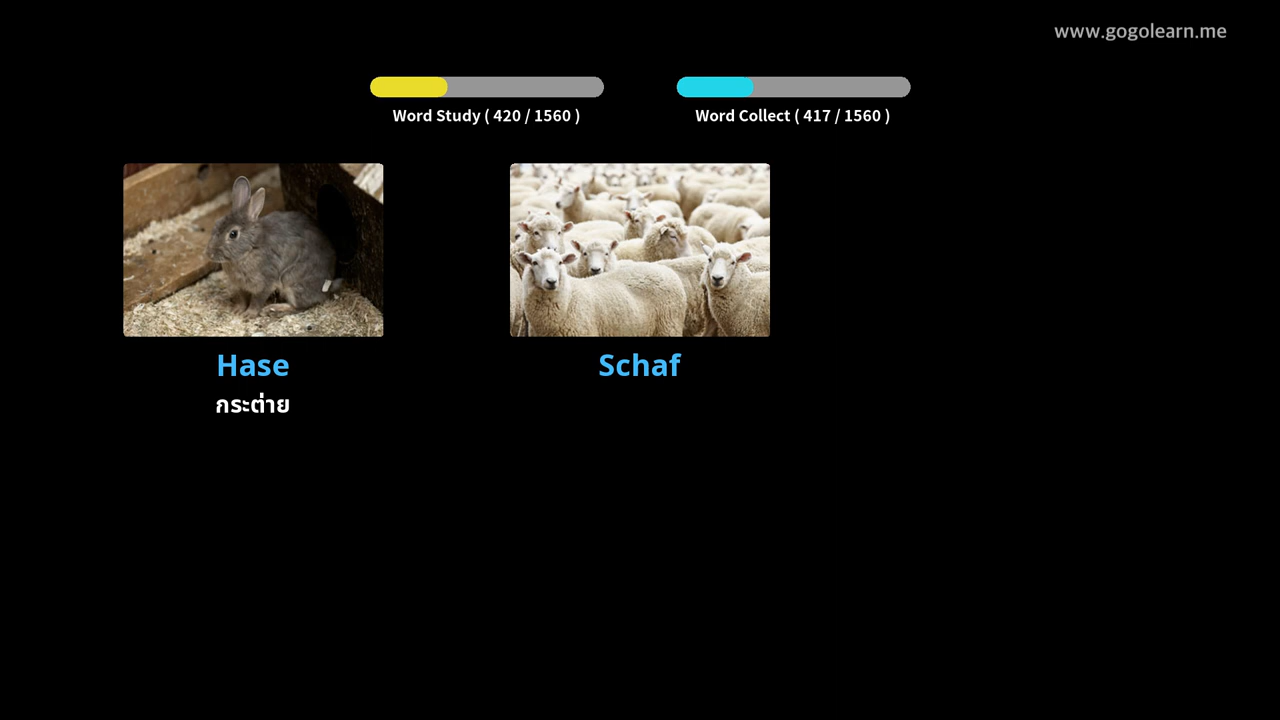 www.gogolearn.me
Word Study ( 420 / 1560 )
Word Collect ( 417 / 1560 )
Hase
กระต่าย
Schaf